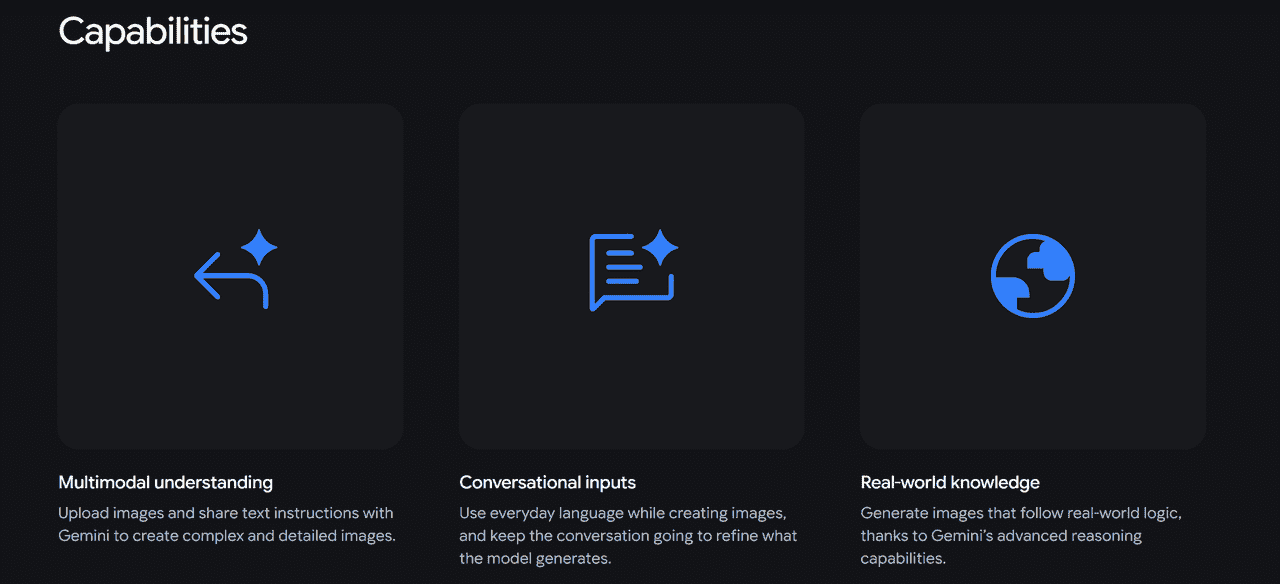 Capabilities
Multimodal understanding
Upload images and share text instructions with
Gemini to create complex and detailed images.
Conversational inputs
Use everyday language while creating images,
and keep the conversation going to refine what
the model generates.
Real-world knowledge
Generate images that follow real-world logic,
thanks to Gemini’s advanced reasoning
capabilities.